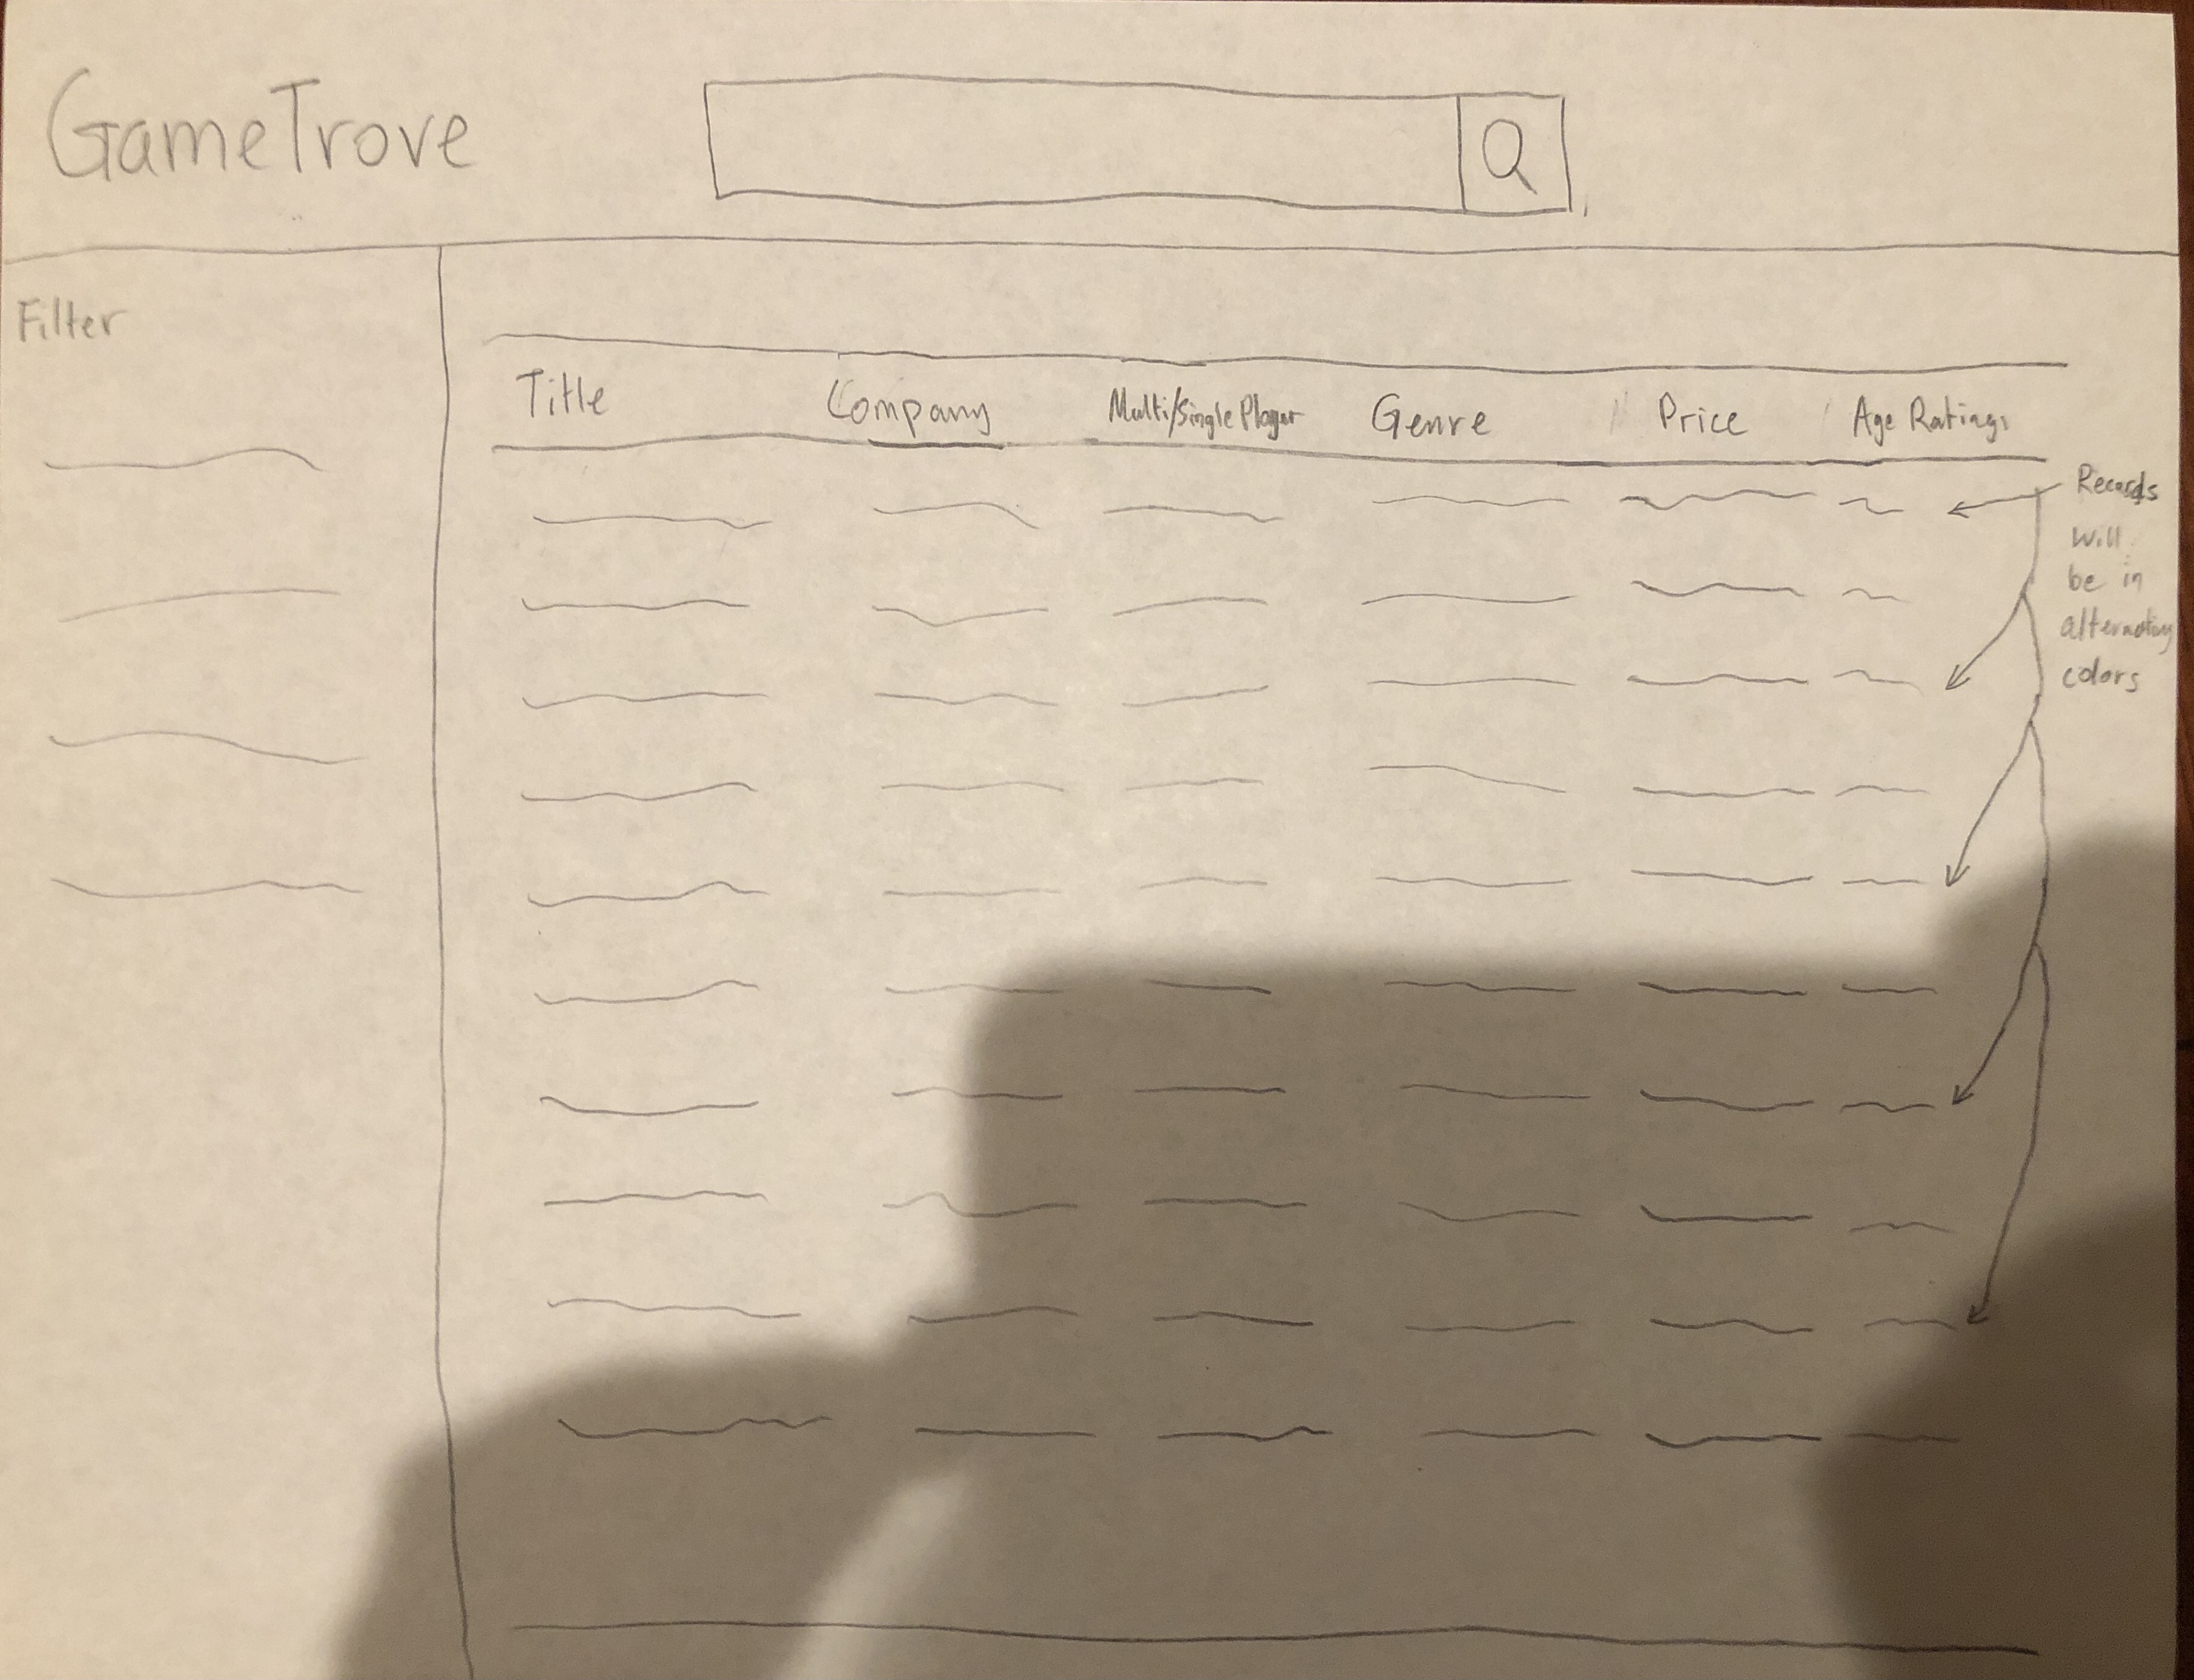 GameTrove
Filter
Title Company Multi/Single Player Genre Price Age Ratings
Records
will
be in
alternating
colors